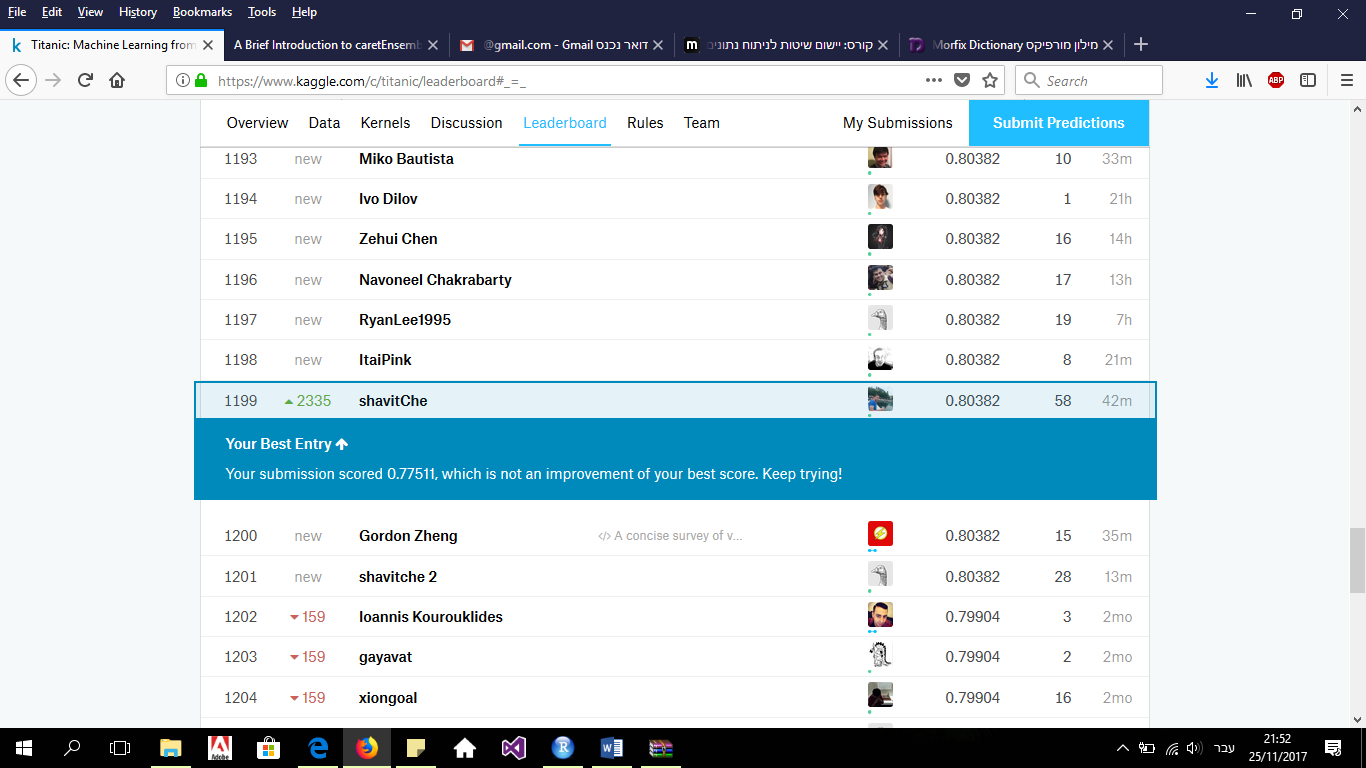 File Edit View History Bookmarks Tools Help
Titanic: Machine Learning from
A Brief Introduction to caretEnsemb
דואר נכנס - Gmail - @gmail.com
קורס: יישום שיטות לניתוח נתונים
Morfix Dictionary מילון מורפיקס
https://www.kaggle.com/c/titanic/leaderboard#_=_
Search
ABP
Overview Data Kernels Discussion Leaderboard Rules Team My Submissions Submit Predictions
1193 new Miko Bautista 0.80382 10 33m
1194 new Ivo Dilov 0.80382 1 21h
1195 new Zehui Chen 0.80382 16 14h
1196 new Navoneel Chakrabarty 0.80382 17 13h
1197 new RyanLee1995 0.80382 19 7h
1198 new ItaiPink 0.80382 8 21m
1199 2335 shavitChe 0.80382 58 42m
Your Best Entry
Your submission scored 0.77511, which is not an improvement of your best score. Keep trying!
1200 new Gordon Zheng </> A concise survey of v... 0.80382 15 35m
1201 new shavitche 2 0.80382 28 13m
1202 159 Ioannis Kourouklides 0.79904 3 2mo
1203 159 gayavat 0.79904 2 2mo
1204 159 xiongoal 0.79904 16 2mo
Adobe
עבר
21:52
25/11/2017